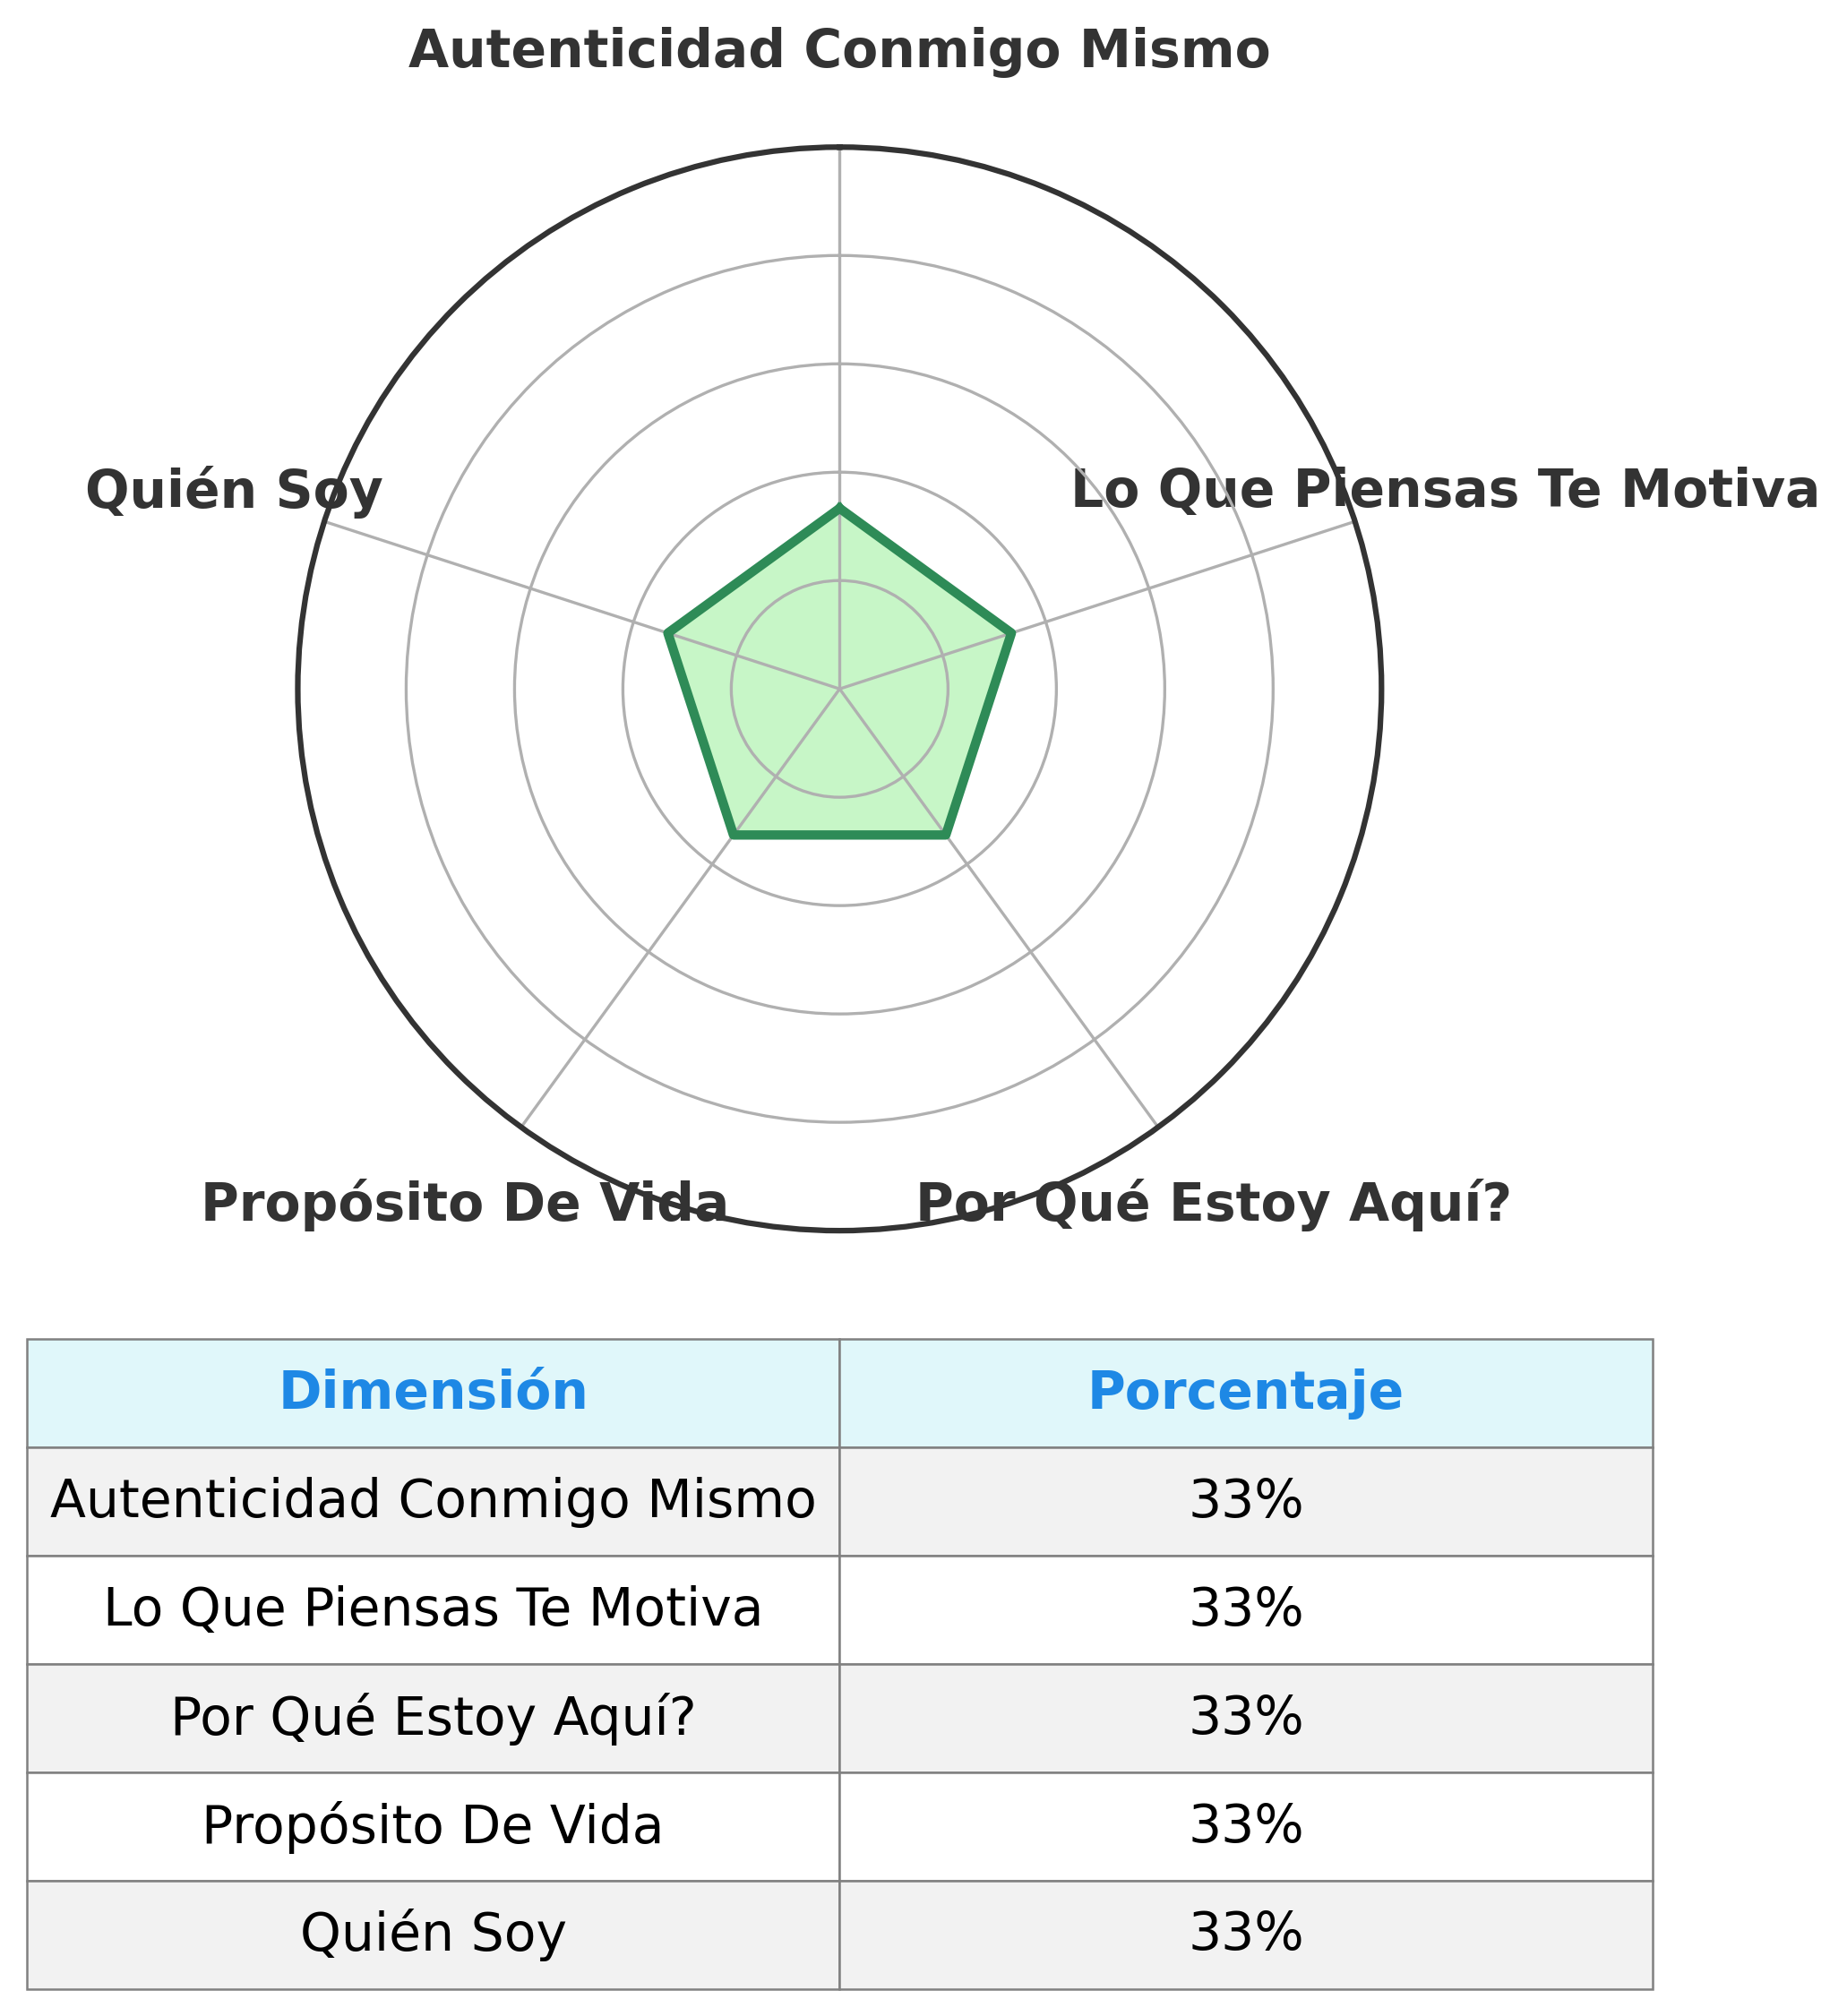 Autenticidad Conmigo Mismo
Quién Soy
Lo Que Piensas Te Motiva
Propósito De Vida
Por Qué Estoy Aquí?
Dimensión Porcentaje
Autenticidad Conmigo Mismo 33%
Lo Que Piensas Te Motiva 33%
Por Qué Estoy Aquí? 33%
Propósito De Vida 33%
Quién Soy 33%